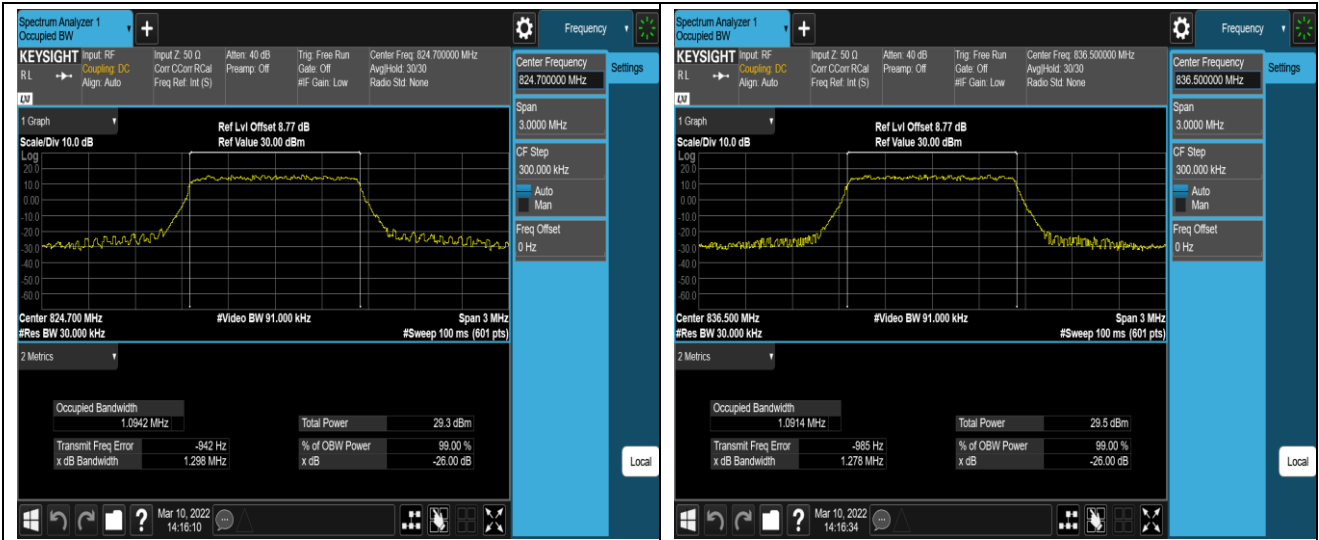 Spectrum Analyzer 1
Occupied BW
+
Frequency
KEYSIGHT Input: RF Input Z: 50 Ω Atten: 40 dB Trig: Free Run Center Freq: 824.700000 MHz
RL Coupling: DC Corr CCorr RCal Preamp: Off Gate: Off Avg|Hold: 30/30
Align: Auto Freq Ref: Int (S) #IF Gain: Low Radio Std: None
LXI
Center Frequency
824.700000 MHz
Settings
Span
3.0000 MHz
CF Step
300.000 kHz
Auto
Man
Freq Offset
0 Hz
Local
1 Graph
Scale/Div 10.0 dB
Ref Lvl Offset 8.77 dB
Ref Value 30.00 dBm
Log
20.0
10.0
0.00
-10.0
-20.0
-30.0
-40.0
-50.0
-60.0
Center 824.700 MHz #Video BW 91.000 kHz Span 3 MHz
#Res BW 30.000 kHz #Sweep 100 ms (601 pts)
2 Metrics
Occupied Bandwidth
1.0942 MHz Total Power 29.3 dBm
Transmit Freq Error -942 Hz % of OBW Power 99.00 %
x dB Bandwidth 1.298 MHz x dB -26.00 dB
? Mar 10, 2022
14:16:10
Spectrum Analyzer 1
Occupied BW
+
Frequency
KEYSIGHT Input: RF Input Z: 50 Ω Atten: 40 dB Trig: Free Run Center Freq: 836.500000 MHz
RL Coupling: DC Corr CCorr RCal Preamp: Off Gate: Off Avg|Hold: 30/30
Align: Auto Freq Ref: Int (S) #IF Gain: Low Radio Std: None
LXI
Center Frequency
836.500000 MHz
Settings
Span
3.0000 MHz
CF Step
300.000 kHz
Auto
Man
Freq Offset
0 Hz
Local
1 Graph
Scale/Div 10.0 dB
Ref Lvl Offset 8.77 dB
Ref Value 30.00 dBm
Log
20.0
10.0
0.00
-10.0
-20.0
-30.0
-40.0
-50.0
-60.0
Center 836.500 MHz #Video BW 91.000 kHz Span 3 MHz
#Res BW 30.000 kHz #Sweep 100 ms (601 pts)
2 Metrics
Occupied Bandwidth
1.0914 MHz Total Power 29.5 dBm
Transmit Freq Error -985 Hz % of OBW Power 99.00 %
x dB Bandwidth 1.278 MHz x dB -26.00 dB
? Mar 10, 2022
14:16:34